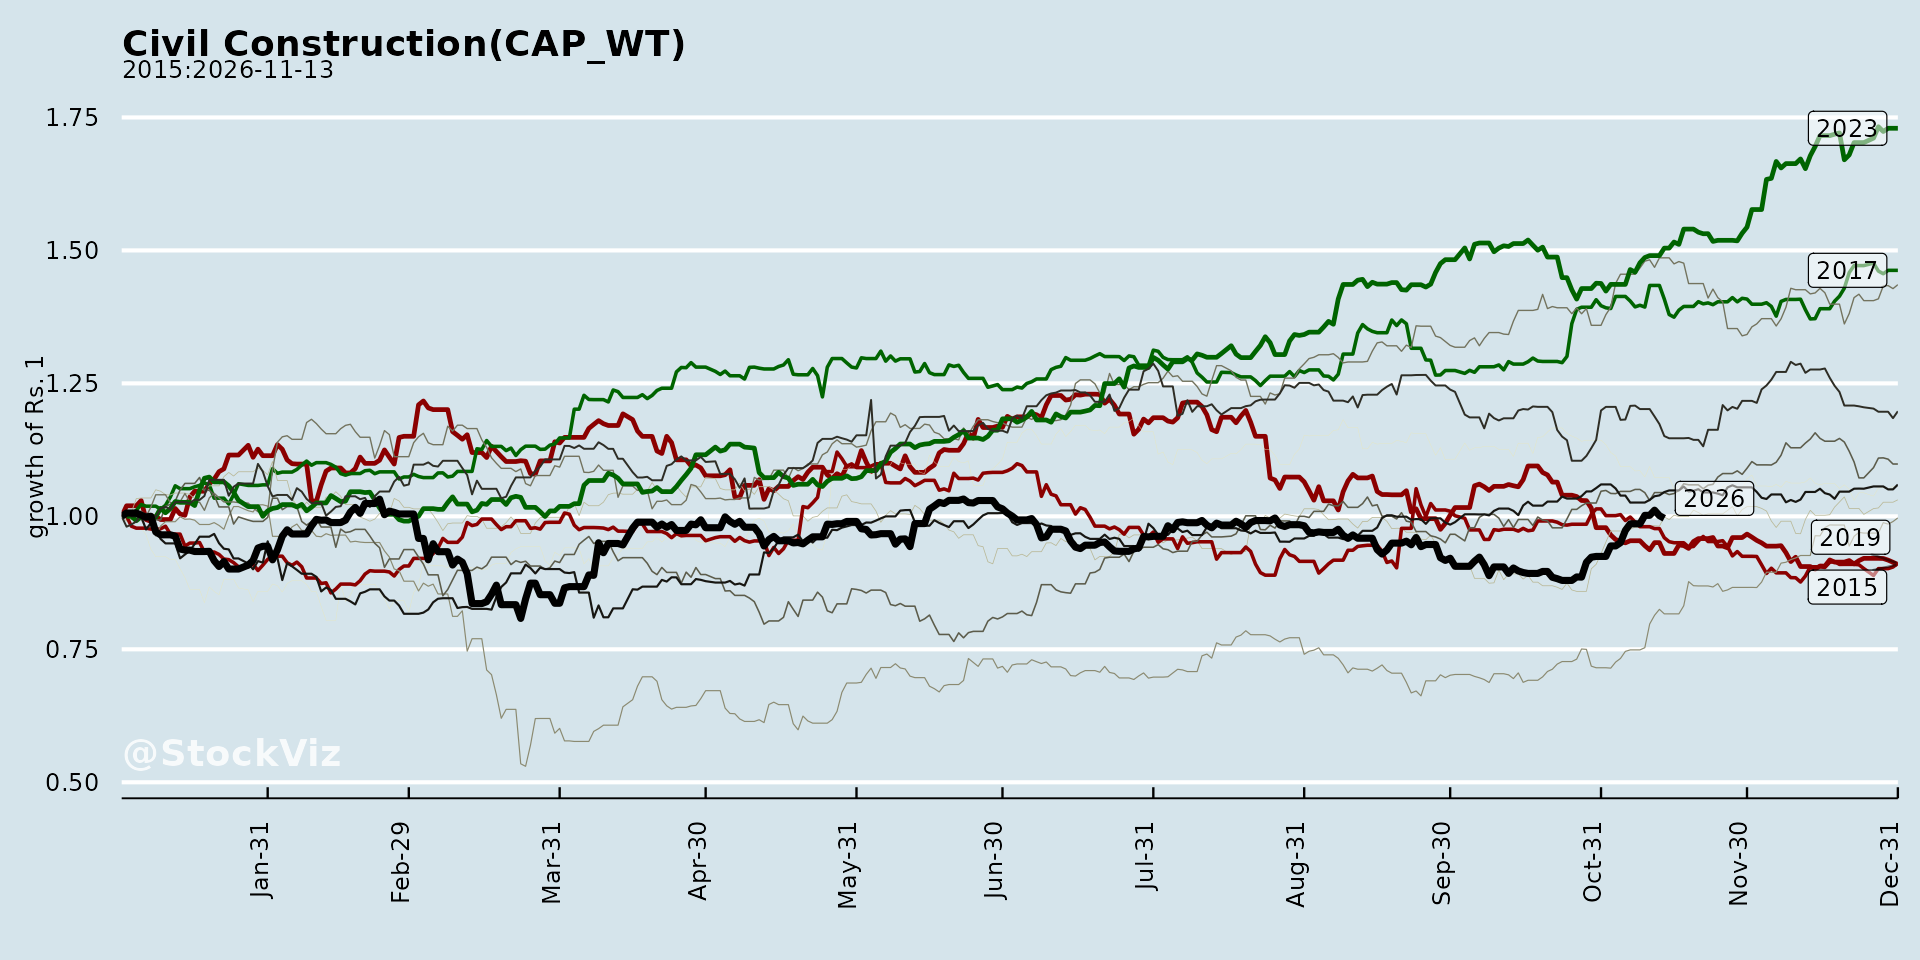 Civil Construction(CAP_WT)
2015:2026-11-13
growth of Rs. 1
1.75
1.50
1.25
1.00
0.75
0.50
2023
2017
2026
2019
2015
@StockViz
Jan-31
Feb-29
Mar-31
Apr-30
May-31
Jun-30
Jul-31
Aug-31
Sep-30
Oct-31
Nov-30
Dec-31